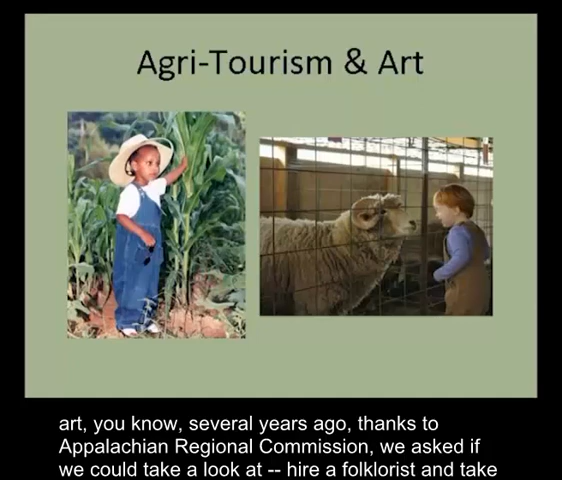 Agri-Tourism & Art
art, you know, several years ago, thanks to
Appalachian Regional Commission, we asked if
we could take a look at -- hire a folklorist and take